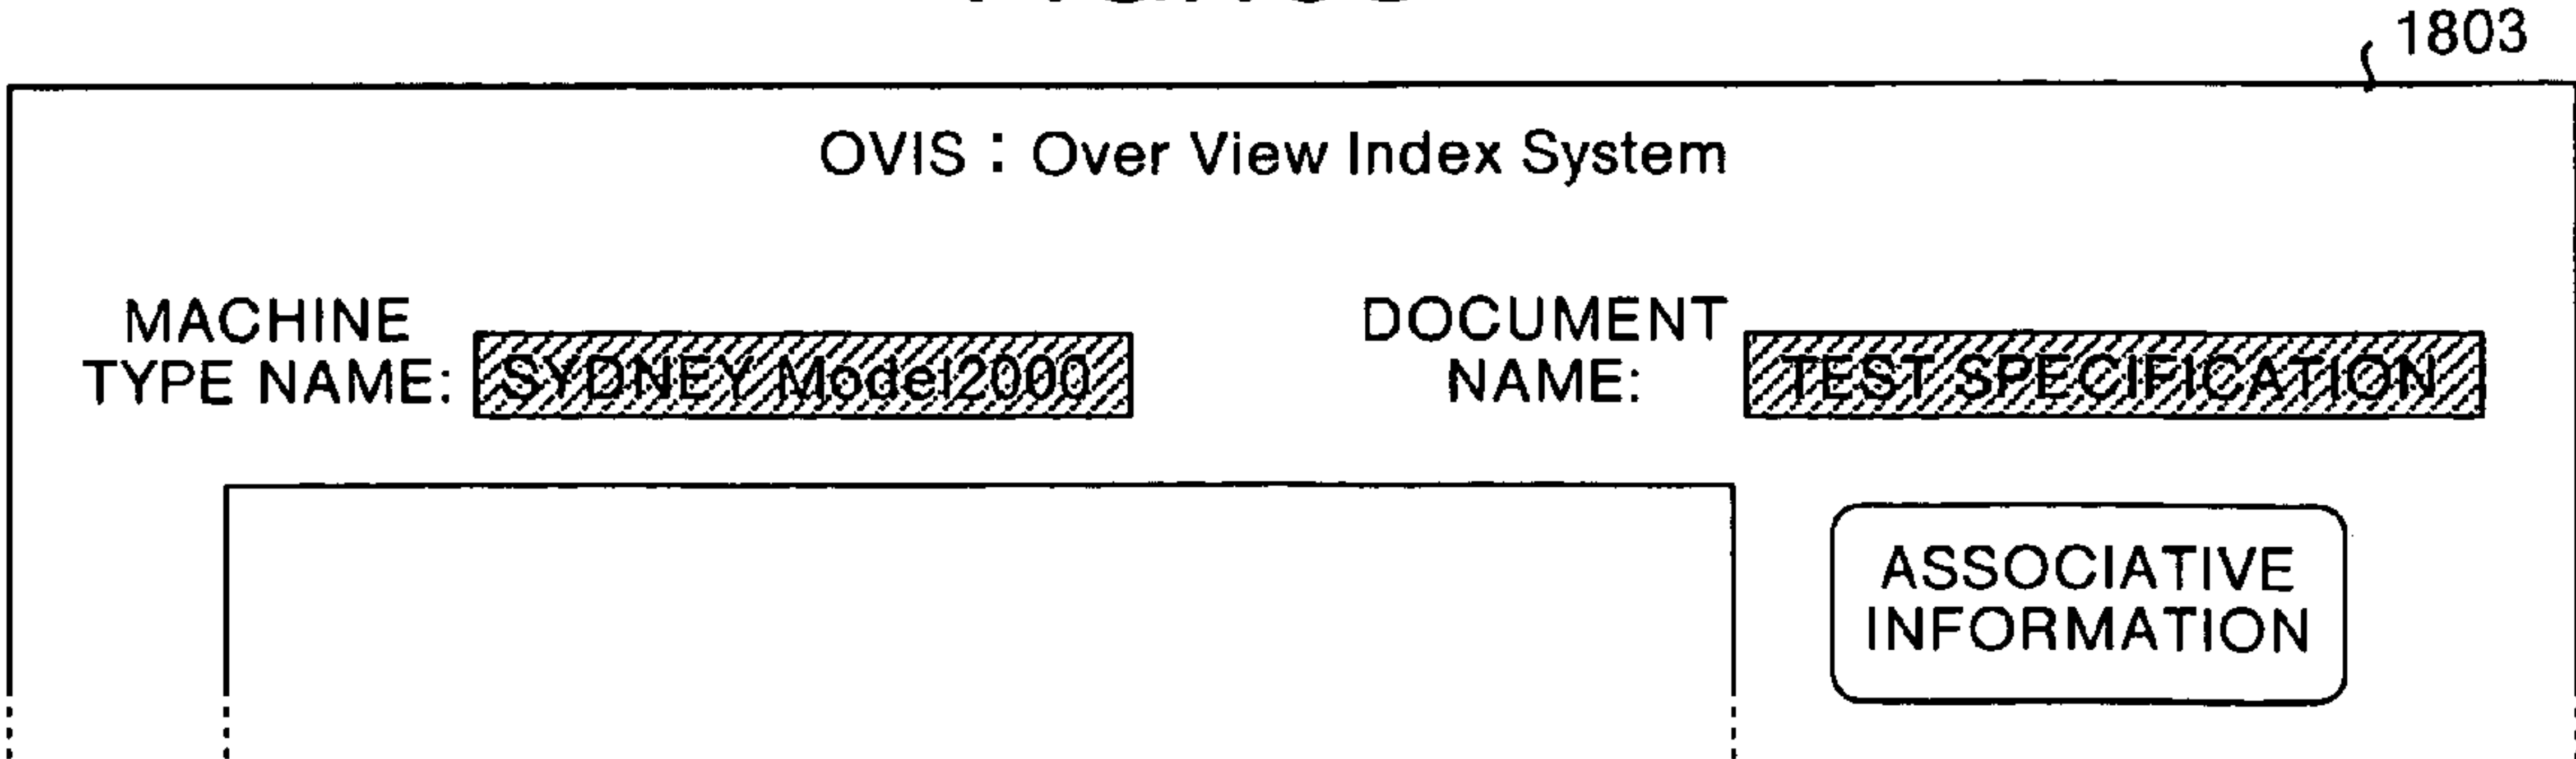 1803
OVIS : Over View Index System
MACHINE
TYPE NAME:
SYDNEY Model2000
DOCUMENT
NAME:
TEST SPECIFICATION
ASSOCIATIVE
INFORMATION